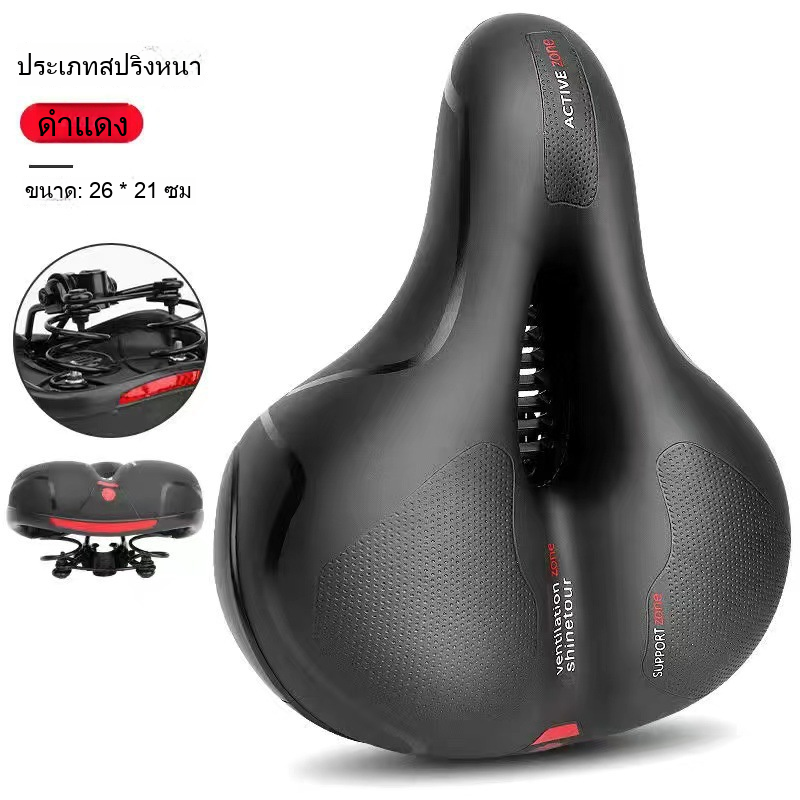 ประเภทสปริงหนา
ดำแดง
ขนาด: 26 * 21 ซม
ACTIVE zone
ventilation zone
shinetour
SUPPORT zone